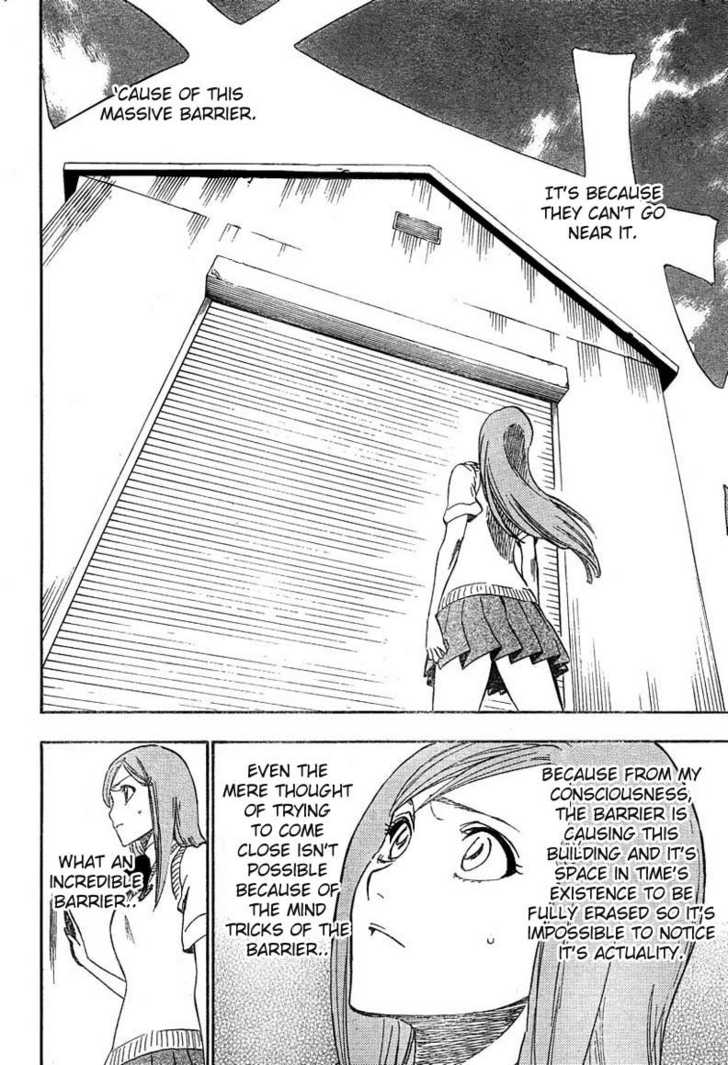 IT'S BECAUSE
THEY CAN'T GO
NEAR IT.
'CAUSE OF THIS
MASSIVE BARRIER.
BECAUSE FROM MY
CONSCIOUSNESS,
THE BARRIER IS
CAUSING THIS
BUILDING AND IT'S
SPACE IN TIME'S
EXISTENCE TO BE
FULLY ERASED SO IT'S
IMPOSSIBLE TO NOTICE
IT'S ACTUALITY.
EVEN THE
MERE THOUGHT
OF TRYING
TO COME
CLOSE ISN'T
POSSIBLE
BECAUSE OF
THE MIND
TRICKS OF THE
BARRIER..
WHAT AN
INCREDIBLE
BARRIER..